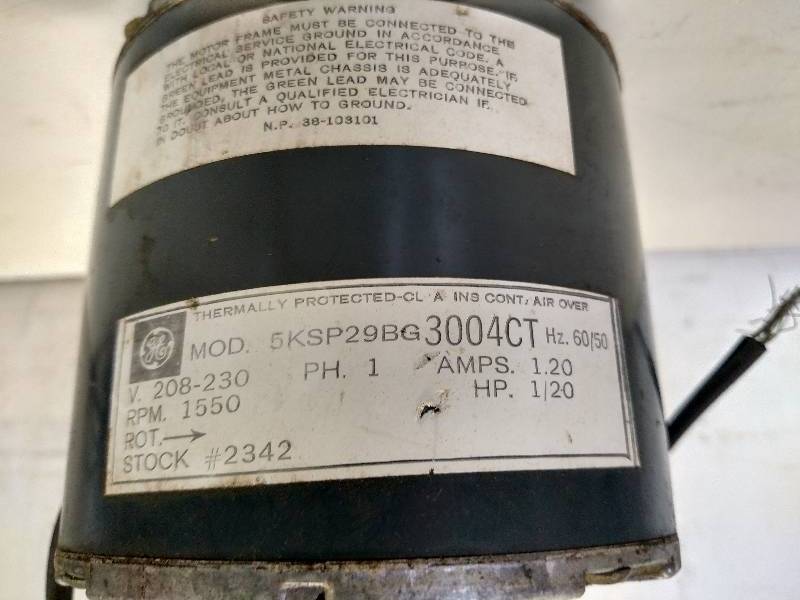 SAFETY WARNING
THE MOTOR FRAME MUST BE CONNECTED TO THE
ELECTRICAL SERVICE GROUND IN ACCORDANCE
WITH LOCAL OR NATIONAL ELECTRICAL CODE. A
GREEN LEAD IS PROVIDED FOR THIS PURPOSE. IF
THE EQUIPMENT METAL CHASSIS IS ADEQUATELY
GROUNDED, THE GREEN LEAD MAY BE CONNECTED
TO IT. CONSULT A QUALIFIED ELECTRICIAN IF
IN DOUBT ABOUT HOW TO GROUND.
N.P. 38-103101
THERMALLY PROTECTED-CL A INS CONT. AIR OVER
GE MOD. 5KSP29BG3004CT Hz. 60/50
V. 208-230 PH. 1 AMPS. 1.20
RPM. 1550 HP. 1/20
ROT.→
STOCK #2342